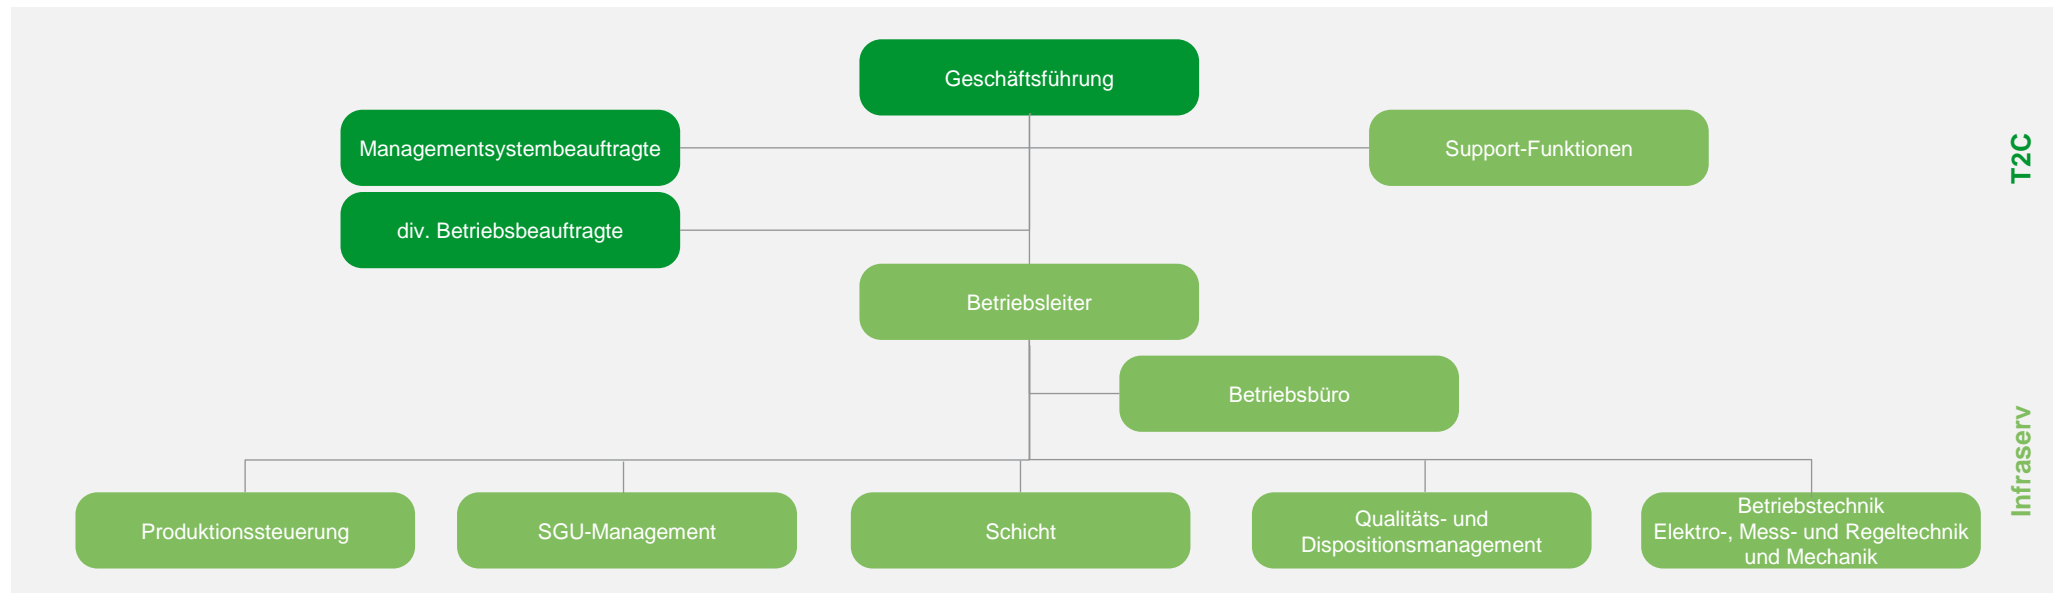 Geschäftsführung
Managementsystembeauftragte
Support-Funktionen
T2C
div. Betriebsbeauftragte
Betriebsleiter
Betriebsbüro
Infraserv
Produktionssteuerung
SGU-Management
Schicht
Qualitäts- und
Dispositionsmanagement
Betriebstechnik
Elektro-, Mess- und Regeltechnik
und Mechanik